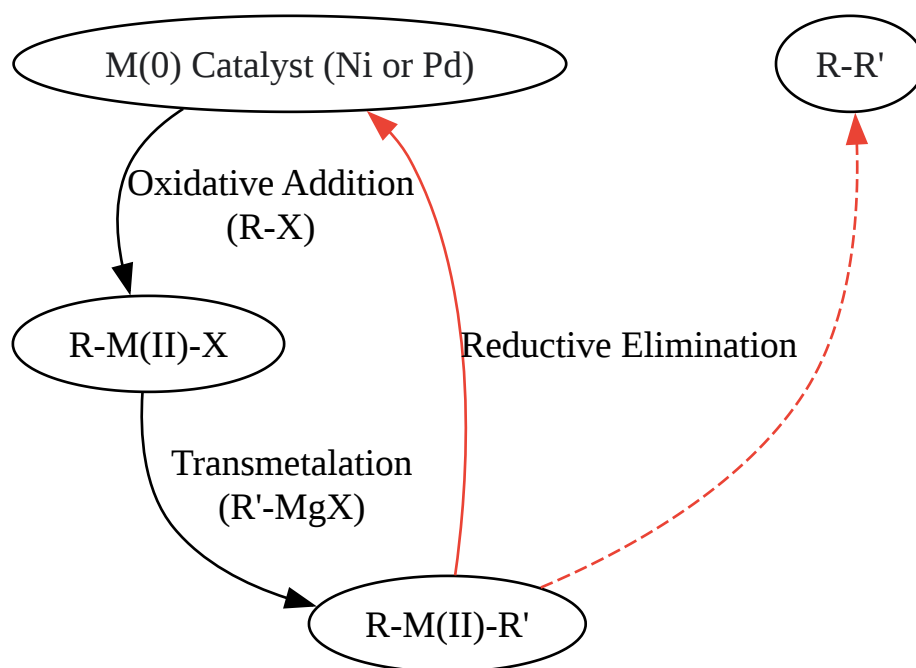 M(0) Catalyst (Ni or Pd)
R-R'
Oxidative Addition
(R-X)
R-M(II)-X
Reductive Elimination
Transmetalation
(R'-MgX)
R-M(II)-R'